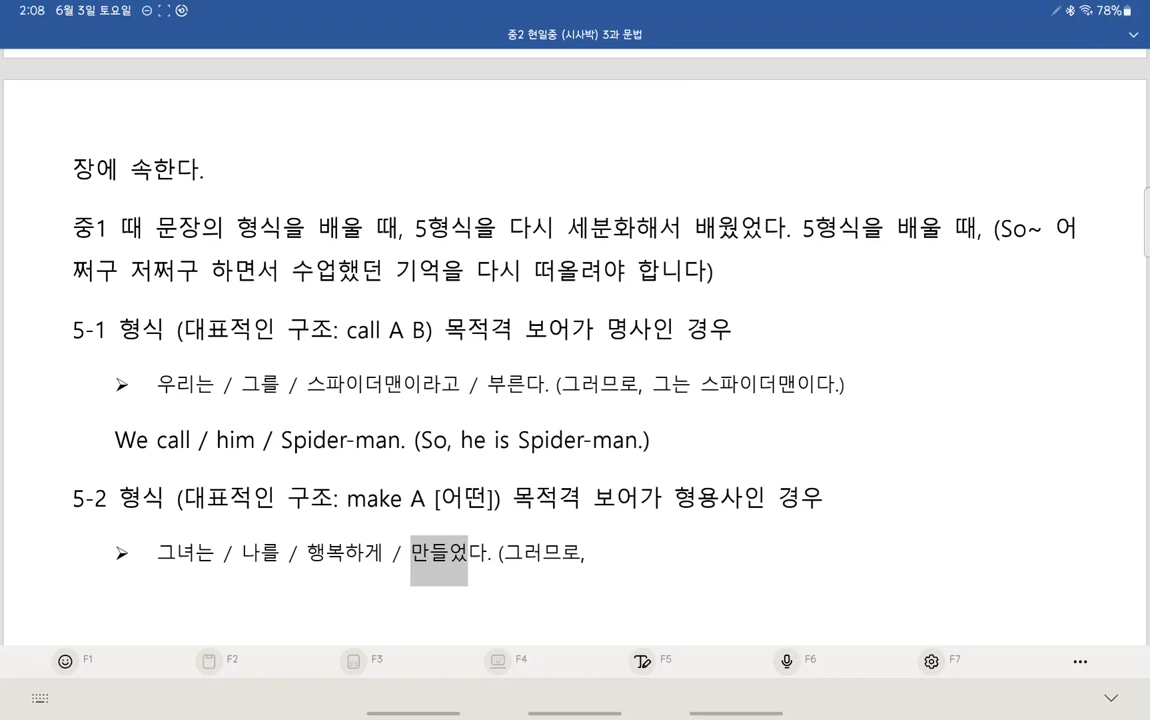 2:08 6월 3일 토요일
78%
중2 현일중 (시사박) 3과 문법
장에 속한다.
중1 때 문장의 형식을 배울 때, 5형식을 다시 세분화해서 배웠었다. 5형식을 배울 때, (So~ 어
쩌구 저쩌구 하면서 수업했던 기억을 다시 떠올려야 합니다)
5-1 형식 (대표적인 구조: call A B) 목적격 보어가 명사인 경우
➢ 우리는 / 그를 / 스파이더맨이라고 / 부른다. (그러므로, 그는 스파이더맨이다.)
We call / him / Spider-man. (So, he is Spider-man.)
5-2 형식 (대표적인 구조: make A [어떤]) 목적격 보어가 형용사인 경우
➢ 그녀는 / 나를 / 행복하게 / 만들었다. (그러므로,
F1 F2 F3 F4 F5 F6 F7